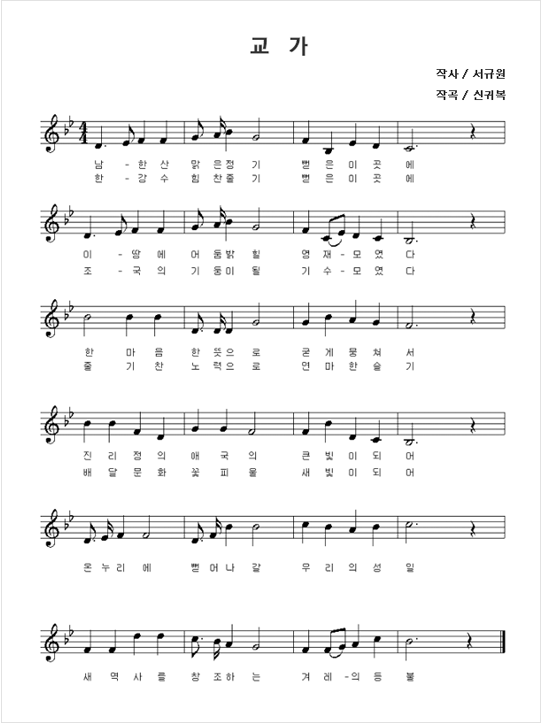 교 가
작사 / 서규원
작곡 / 신귀복
남 - 한 산 맑 은 정 기 뻗 은 이 곳 에
한 - 강 수 힘 찬 줄 기 뻗 은 이 곳 에
이 - 땅 에 어 둠 밝 힐 영 재 - 모 였 다
조 - 국 의 기 둥 이 될 기 수 - 모 였 다
한 마 음 한 뜻 으 로 굳 게 뭉 쳐 서
줄 기 찬 노 력 으 로 연 마 한 슬 기
진 리 정 의 애 국 의 큰 빛 이 되 어
배 달 문 화 꽃 피 울 새 빛 이 되 어
온 누 리 에 뻗 어 나 갈 우 리 의 성 일
새 역 사 를 창 조 하 는 겨 레 - 의 등 불